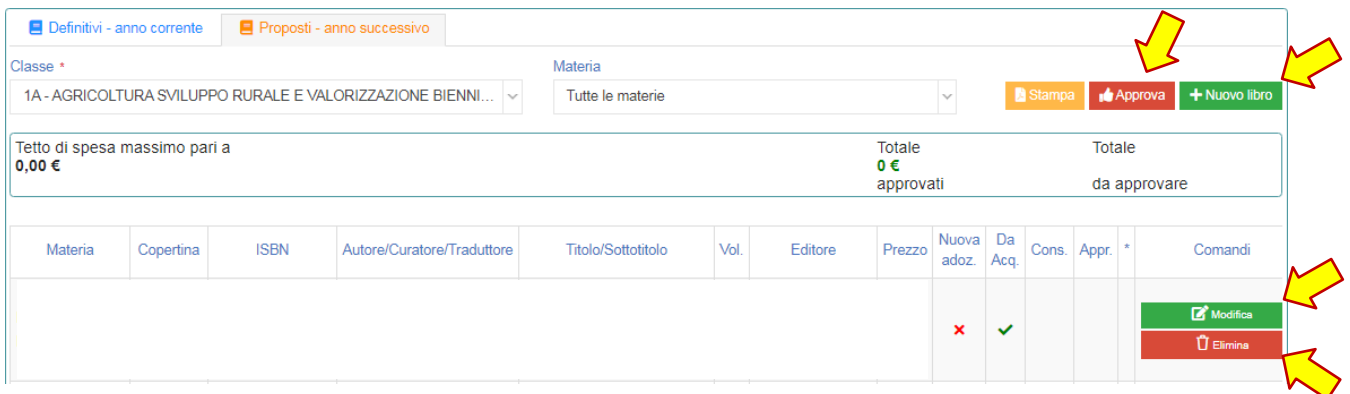 Definitivi - anno corrente
Proposti - anno successivo
Classe *
Materia
1A - AGRICOLTURA SVILUPPO RURALE E VALORIZZAZIONE BIENNI...
Tutte le materie
Stampa
Approva
+ Nuovo libro
Tetto di spesa massimo pari a
0,00 €
Totale
0 €
approvati
Totale
da approvare
Materia
Copertina
ISBN
Autore/Curatore/Traduttore
Titolo/Sottotitolo
Vol.
Editore
Prezzo
Nuova
adoz.
Da
Acq.
Cons.
Appr.
*
Comandi
Modifica
Elimina